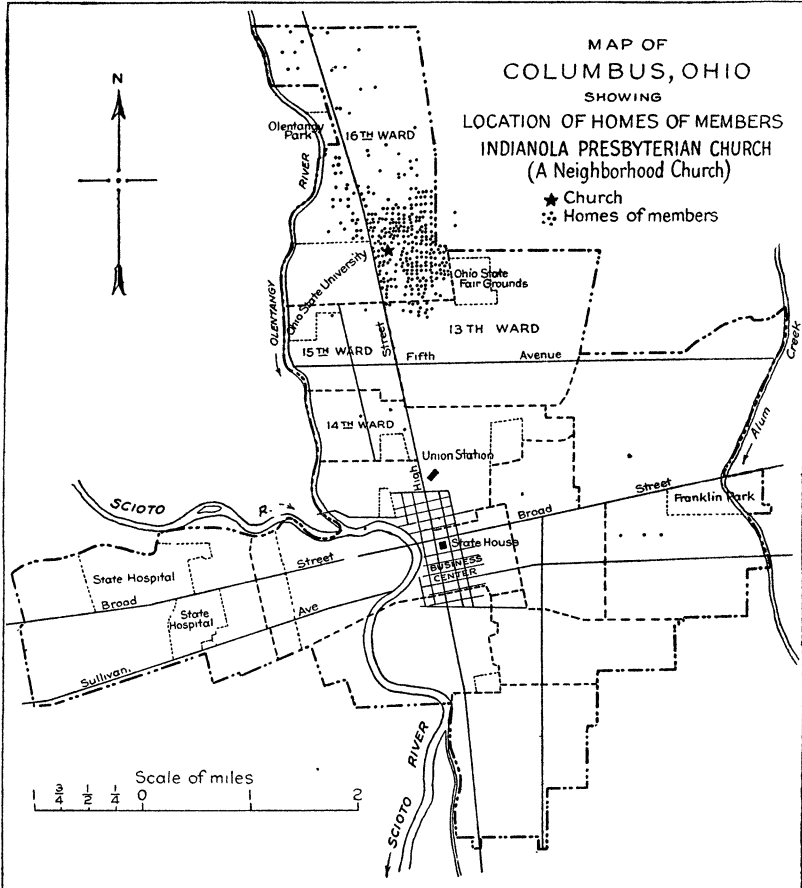 MAP OF
COLUMBUS, OHIO
SHOWING
LOCATION OF HOMES OF MEMBERS
INDIANOLA PRESBYTERIAN CHURCH
(A Neighborhood Church)
★ Church
Homes of members
N
Olentangy
Park
16TH WARD
RIVER
OLENTANGY
Ohio State University
Ohio State
Fair Grounds
13TH WARD
Street
15TH WARD
Fifth Avenue
Creek
Alum
14TH WARD
Union Station
High
SCIOTO R.
Broad Street
Franklin Park
State House
BUSINESS
CENTER
State Hospital
Broad Street
State
Hospital
Sullivan. Ave
SCIOTO RIVER
Scale of miles
1 3/4 1/2 1/4 0 1 2